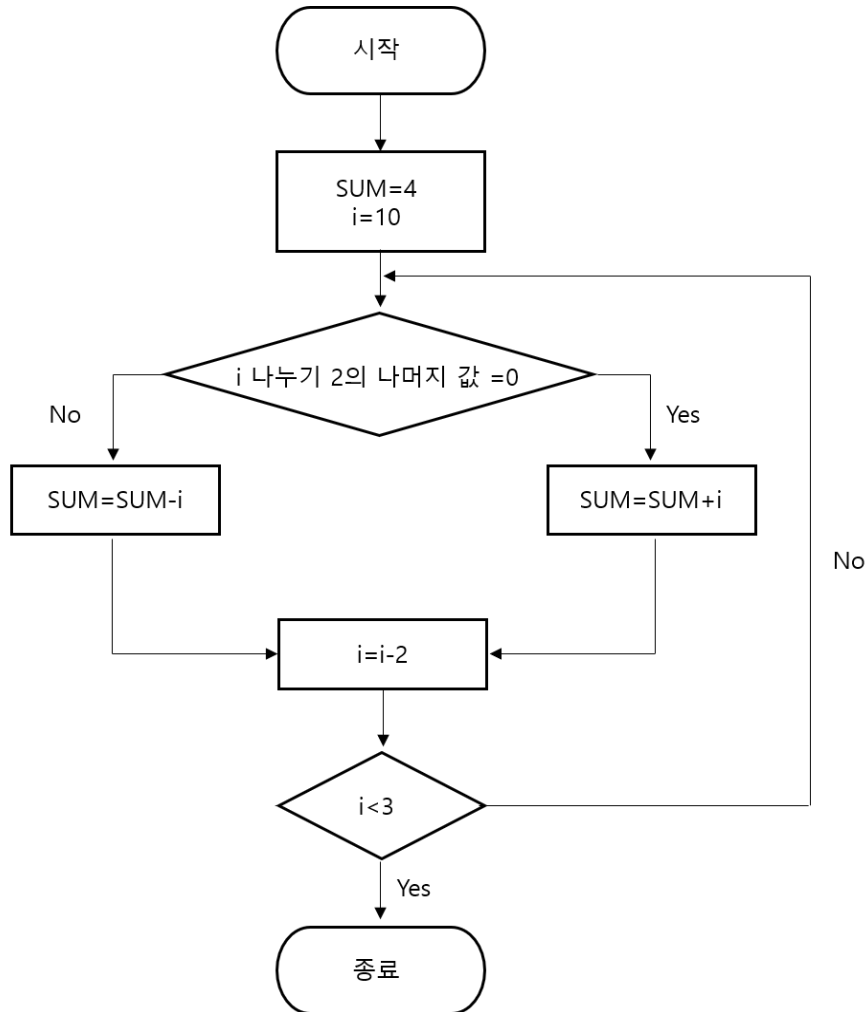 시작
SUM=4
i=10
i 나누기 2의 나머지 값 =0
No
Yes
SUM=SUM-i
SUM=SUM+i
No
i=i-2
i<3
Yes
종료